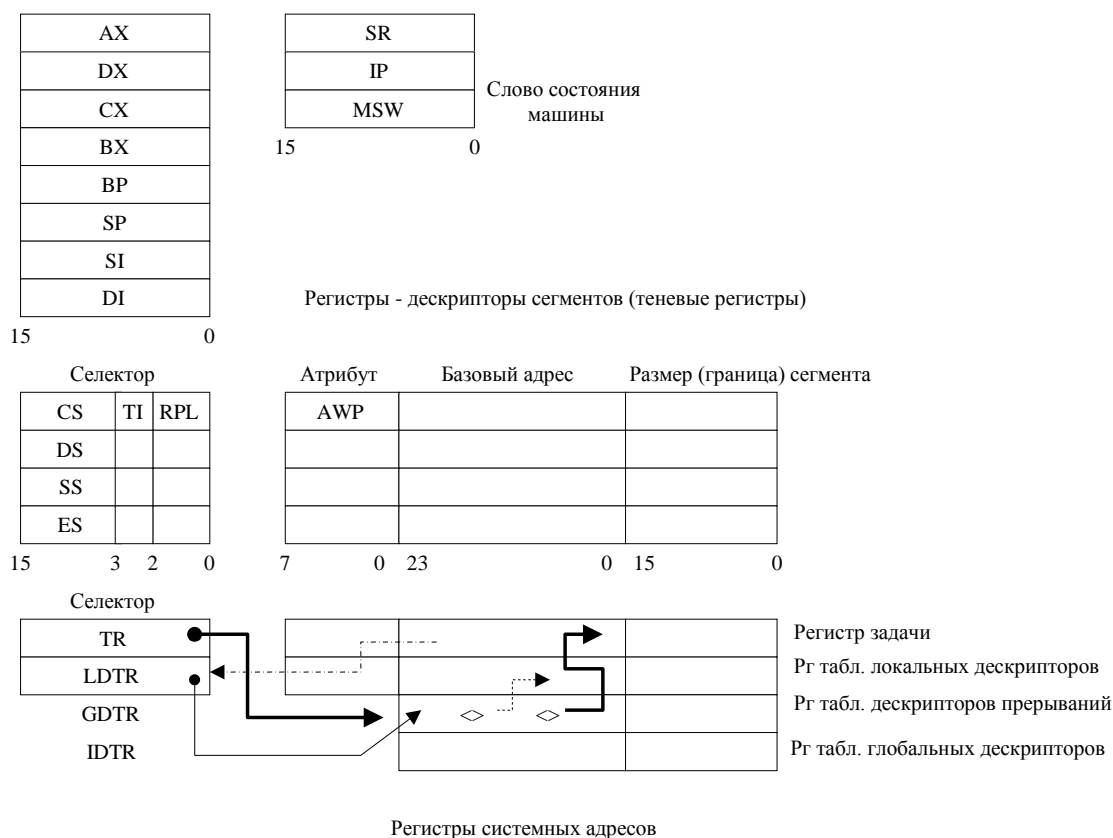 AX
DX
CX
BX
BP
SP
SI
DI
15 0
SR
IP
MSW
15 0
Слово состояния
машины
Регистры - дескрипторы сегментов (теневые регистры)
Селектор
CS TI RPL
DS
SS
ES
15 3 2 0
Атрибут Базовый адрес Размер (граница) сегмента
AWP
7 0 23 0 15 0
Селектор
TR
LDTR
GDTR
IDTR
Регистр задачи
Рг табл. локальных дескрипторов
Рг табл. дескрипторов прерываний
Рг табл. глобальных дескрипторов
Регистры системных адресов